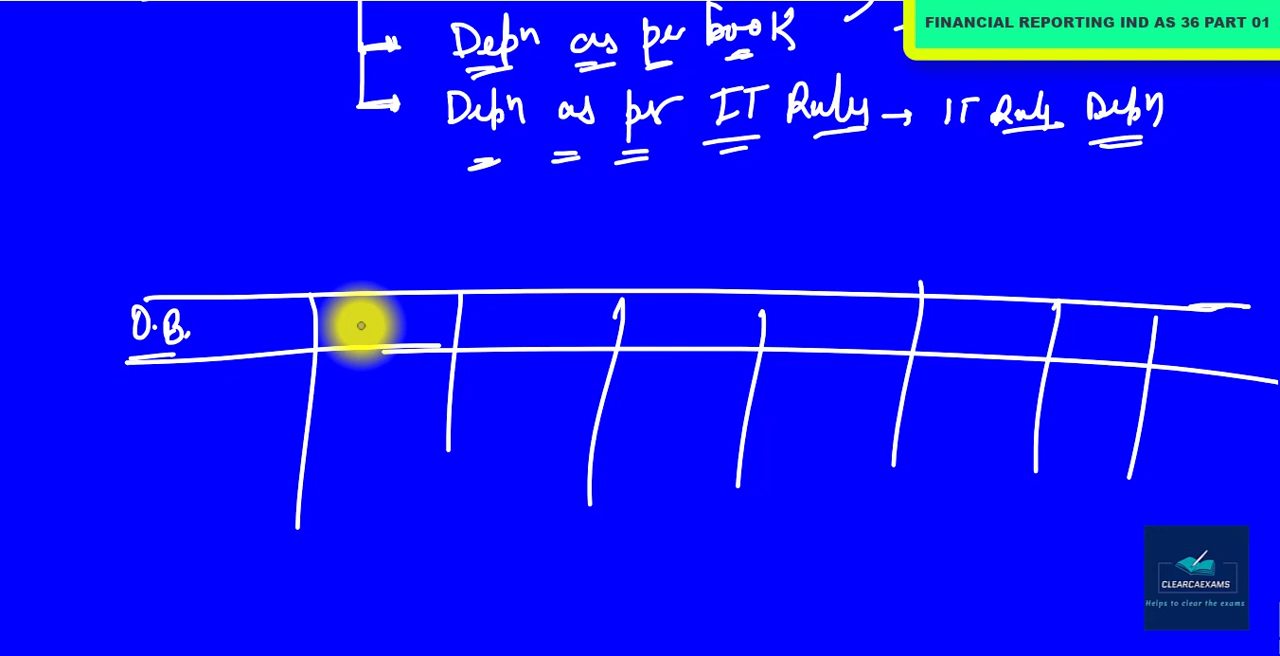 FINANCIAL REPORTING IND AS 36 PART 01
Depn as per book
Depn as per IT Rules → IT Rule Depn
O.B.
CLEARCAEXAMS
Helps to clear the exams